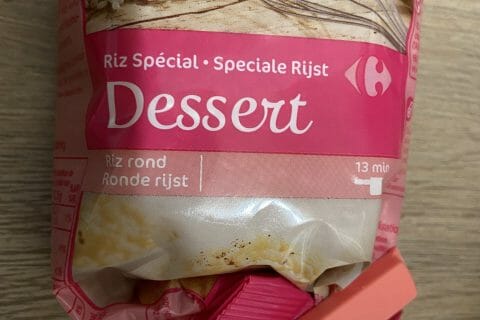 Riz Spécial • Speciale Rijst
Dessert
Riz rond
Ronde rijst
13 min